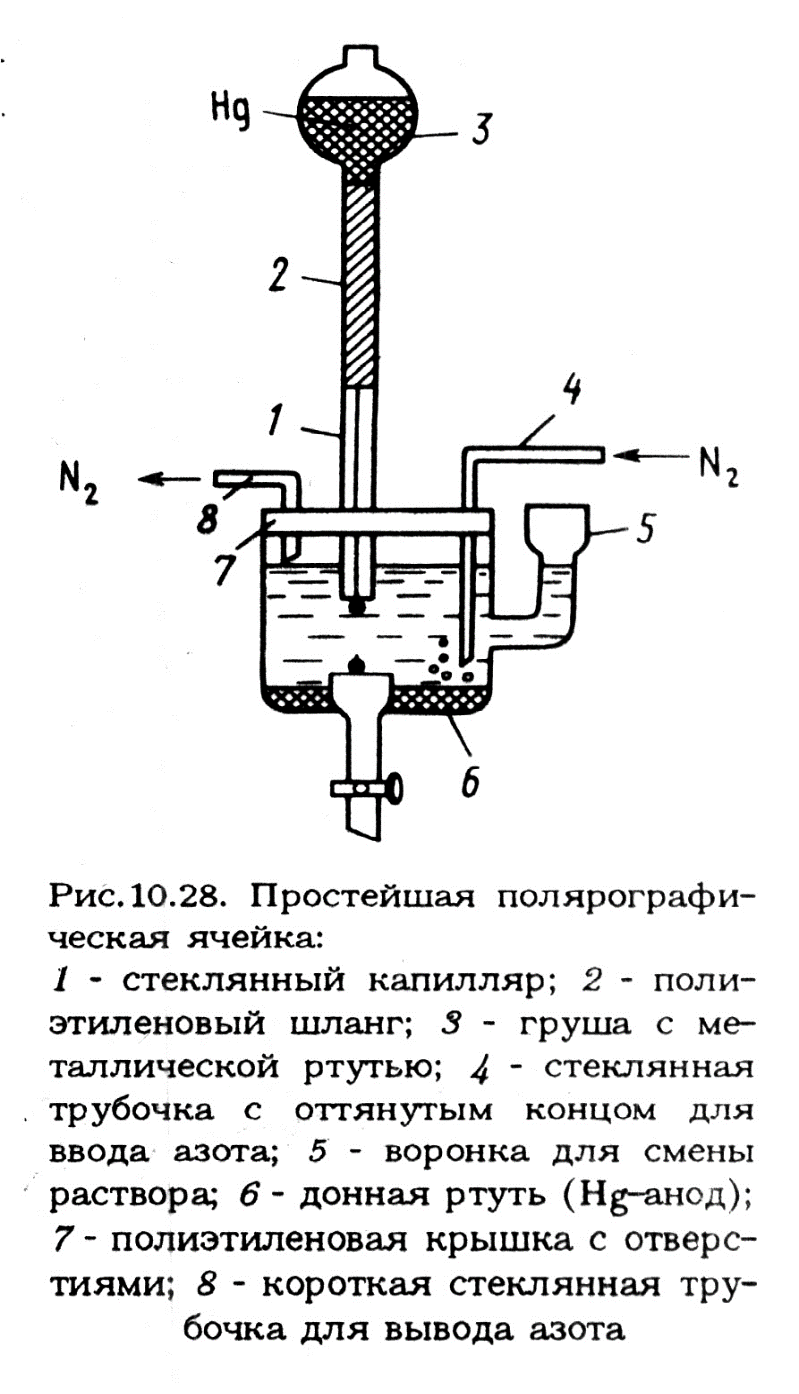 Hg
3
2
1
4
N₂
8
N₂
5
7
6
Рис.10.28. Простейшая полярографи-
ческая ячейка:
1 - стеклянный капилляр; 2 - поли-
этиленовый шланг; 3 - груша с ме-
таллической ртутью; 4 - стеклянная
трубочка с оттянутым концом для
ввода азота; 5 - воронка для смены
раствора; 6 - донная ртуть (Hg-анод);
7 - полиэтиленовая крышка с отверс-
тиями; 8 - короткая стеклянная тру-
бочка для вывода азота